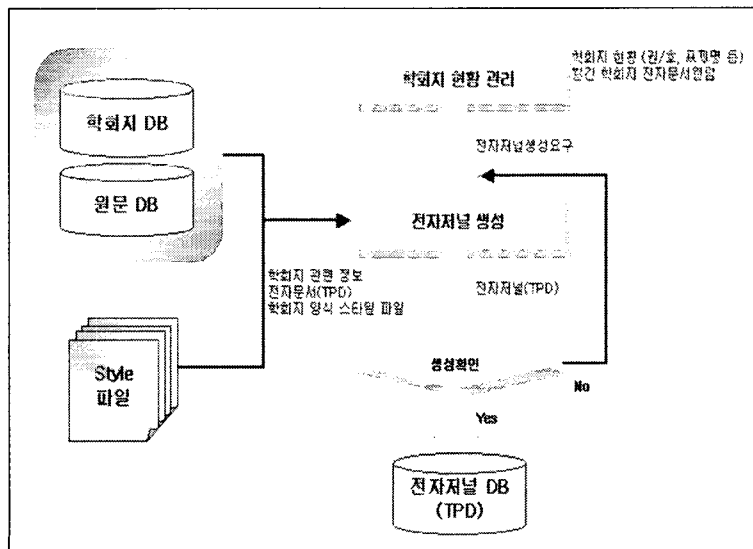 학회지 현황 (권/호, 표제명 등)
발간 학회지 전자문서현황
학회지 현황 관리
학회지 DB
전자저널생성요구
원문 DB
전자저널 생성
학회지 관련 정보
전자문서(TPD)
학회지 양식 스타일 파일
전자저널(TPD)
생성확인
Style
파일
No
Yes
전자저널 DB
(TPD)